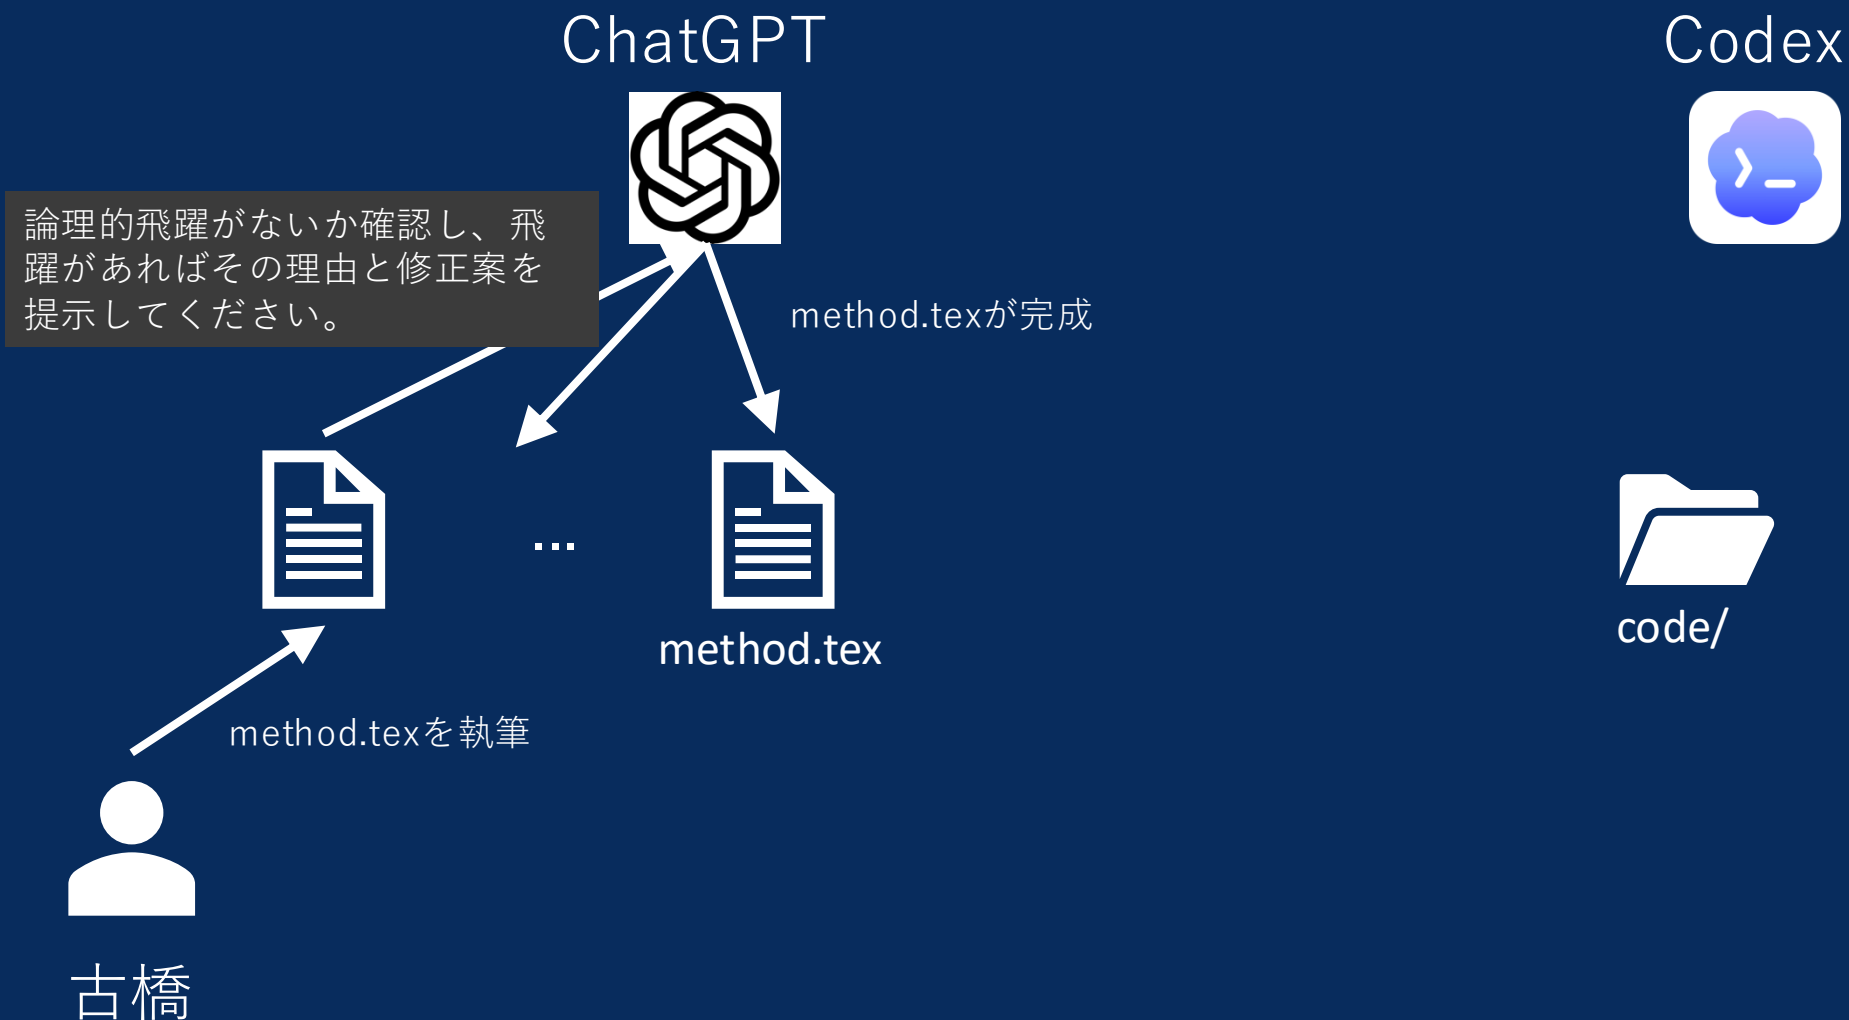 ChatGPT
Codex
論理的飛躍がないか確認し、飛
躍があればその理由と修正案を
提示してください。
method.texが完成
...
method.tex
code/
method.texを執筆
古橋